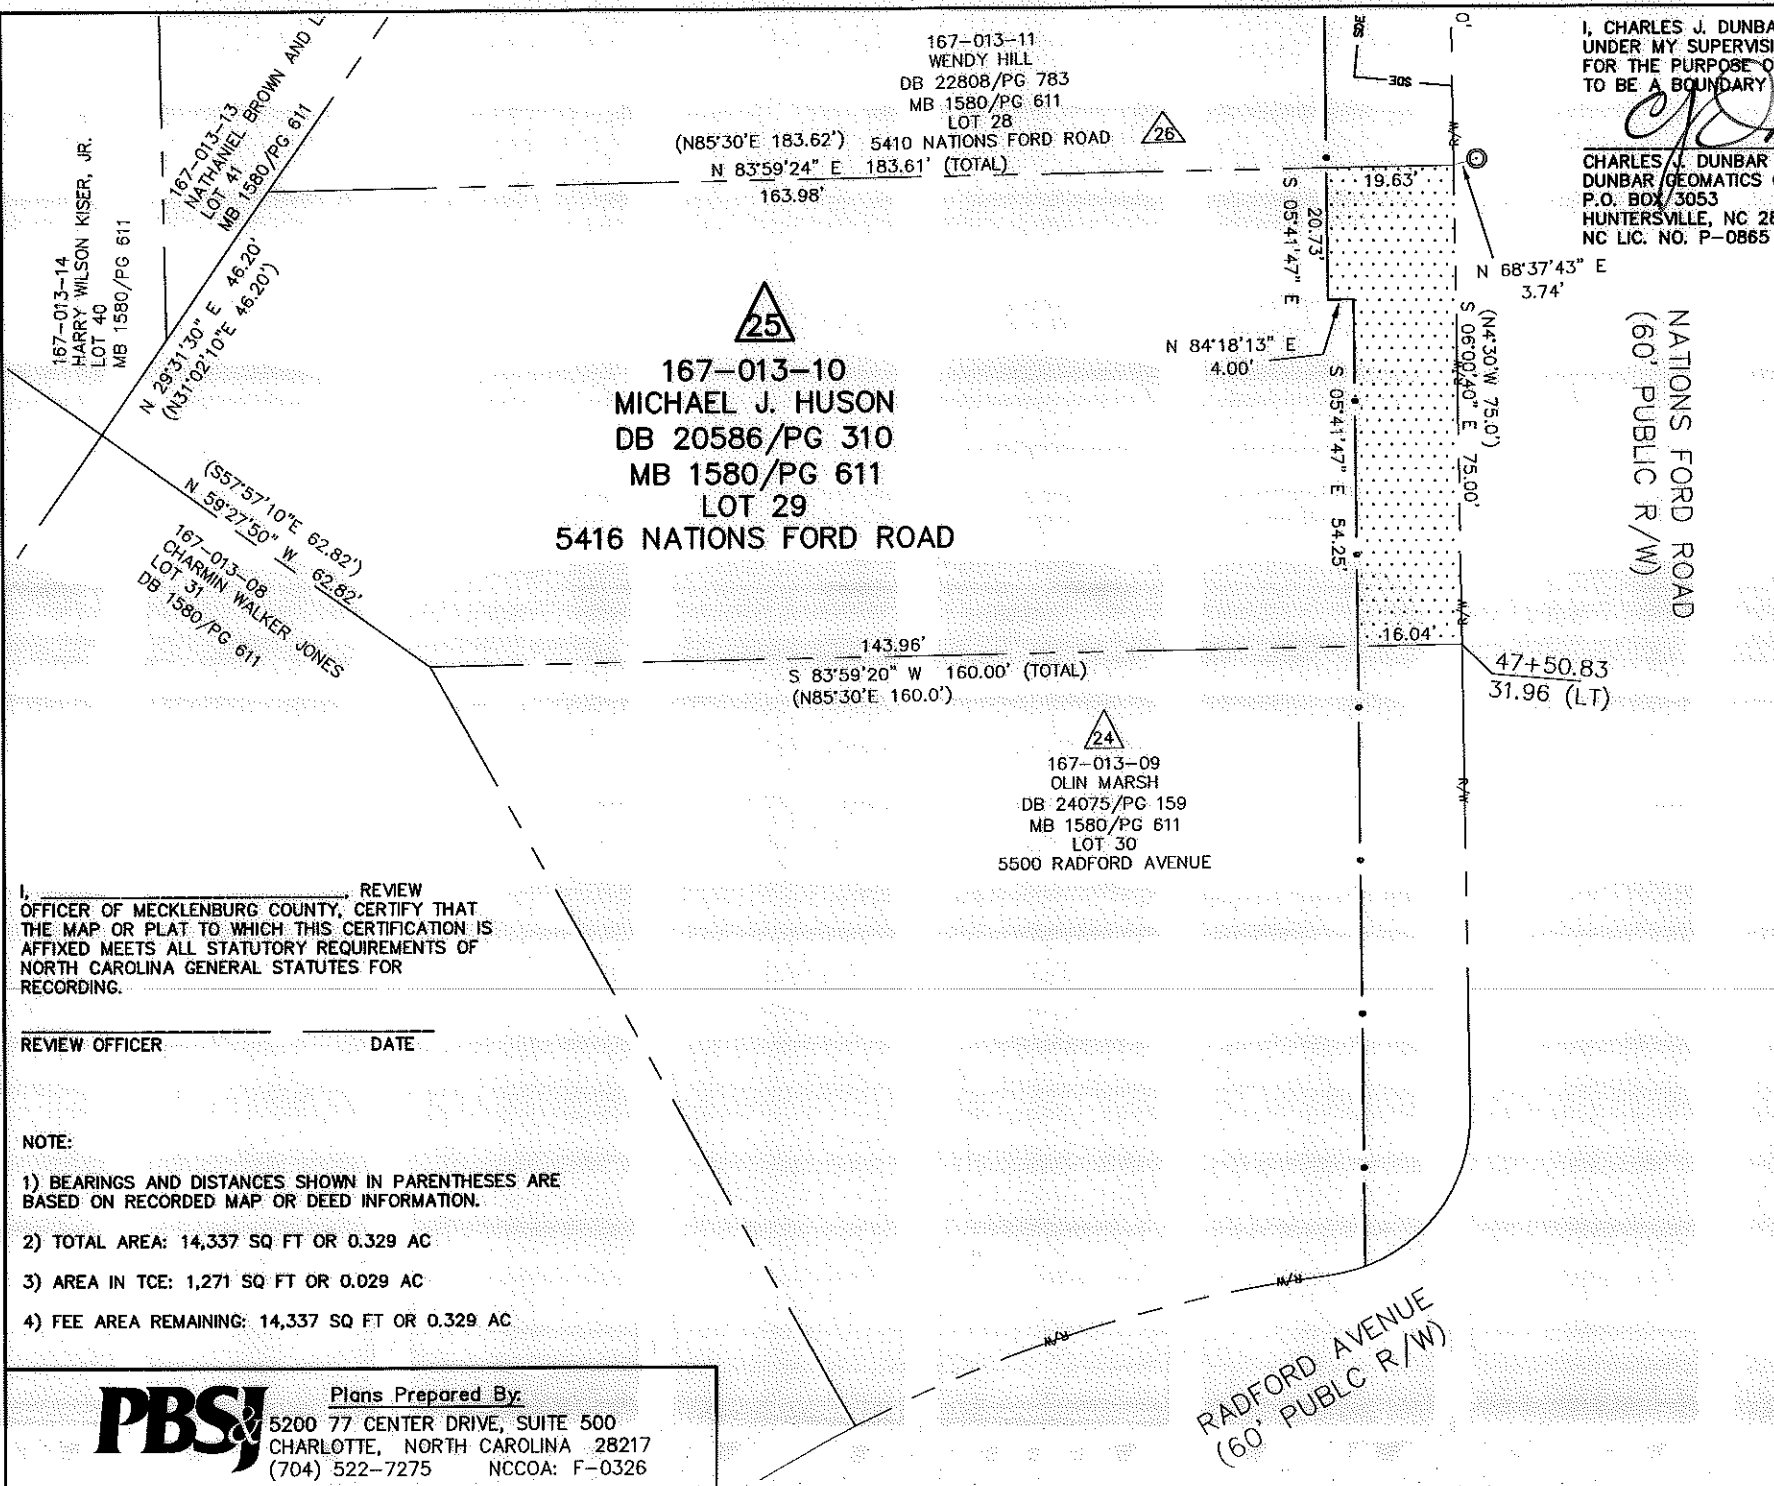 167-013-11
WENDY HILL
DB 22808/PG 783
MB 1580/PG 611
LOT 28
5410 NATIONS FORD ROAD
26
(N85°30'E 183.62')
N 83°59'24" E 183.61' (TOTAL)
163.98'
167-013-13
NATHANIEL BROWN AND
LOT 41
MB 1580/PG 611
167-013-14
HARRY WILSON KISER, JR.
LOT 40
MB 1580/PG 611
N 29°31'30" E 46.20'
(N31°02'10"E 46.20')
SDE
SDE
R/W
I, CHARLES J. DUNBA
UNDER MY SUPERVISI
FOR THE PURPOSE O
TO BE A BOUNDARY
CHARLES J. DUNBAR
DUNBAR GEOMATICS
P.O. BOX 3053
HUNTERSVILLE, NC 28
NC LIC. NO. P-0865
19.63'
20.73'
S 05°41'47" E
N 68°37'43" E
3.74'
N 84°18'13" E
4.00'
S 05°41'47" E 54.25'
(N4°30'W 75.0')
S 06°00'40" E 75.00'
R/W
NATIONS FORD ROAD
(60' PUBLIC R/W)
25
167-013-10
MICHAEL J. HUSON
DB 20586/PG 310
MB 1580/PG 611
LOT 29
5416 NATIONS FORD ROAD
(S57°57'10"E 62.82')
N 59°27'50" W 62.82'
167-013-08
CHARMIN WALKER JONES
LOT 31
DB 1580/PG 611
R/W
16.04'
143.96'
S 83°59'20" W 160.00' (TOTAL)
(N85°30'E 160.0')
47+50.83
31.96 (LT)
24
167-013-09
OLIN MARSH
DB 24075/PG 159
MB 1580/PG 611
LOT 30
5500 RADFORD AVENUE
R/W
I, , REVIEW
OFFICER OF MECKLENBURG COUNTY, CERTIFY THAT
THE MAP OR PLAT TO WHICH THIS CERTIFICATION IS
AFFIXED MEETS ALL STATUTORY REQUIREMENTS OF
NORTH CAROLINA GENERAL STATUTES FOR
RECORDING.
REVIEW OFFICER DATE
NOTE:
1) BEARINGS AND DISTANCES SHOWN IN PARENTHESES ARE
BASED ON RECORDED MAP OR DEED INFORMATION.
2) TOTAL AREA: 14,337 SQ FT OR 0.329 AC
3) AREA IN TCE: 1,271 SQ FT OR 0.029 AC
4) FEE AREA REMAINING: 14,337 SQ FT OR 0.329 AC
R/W
R/W
RADFORD AVENUE
(60' PUBLC R/W)
PBS&J
Plans Prepared By:
5200 77 CENTER DRIVE, SUITE 500
CHARLOTTE, NORTH CAROLINA 28217
(704) 522-7275 NCCOA: F-0326